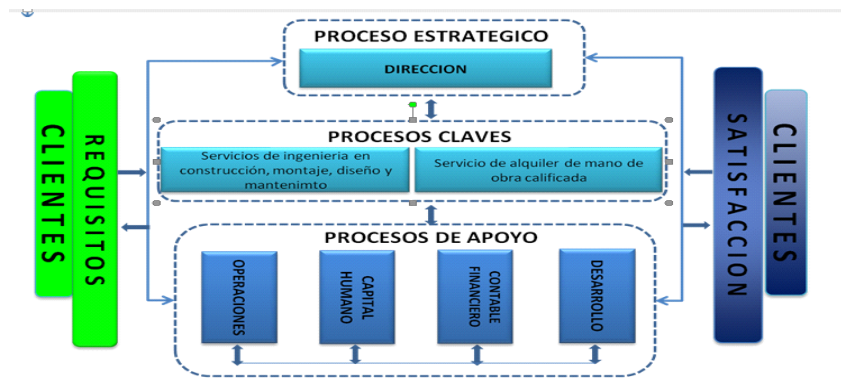 PROCESO ESTRATEGICO
DIRECCION
CLIENTES
REQUISITOS
PROCESOS CLAVES
Servicios de ingenieria en
construcción, montaje, diseño y
mantenimto
Servicio de alquiler de mano de
obra calificada
SATISFACCION
CLIENTES
PROCESOS DE APOYO
OPERACIONES
CAPITAL
HUMANO
CONTABLE
FINANCIERO
DESARROLLO